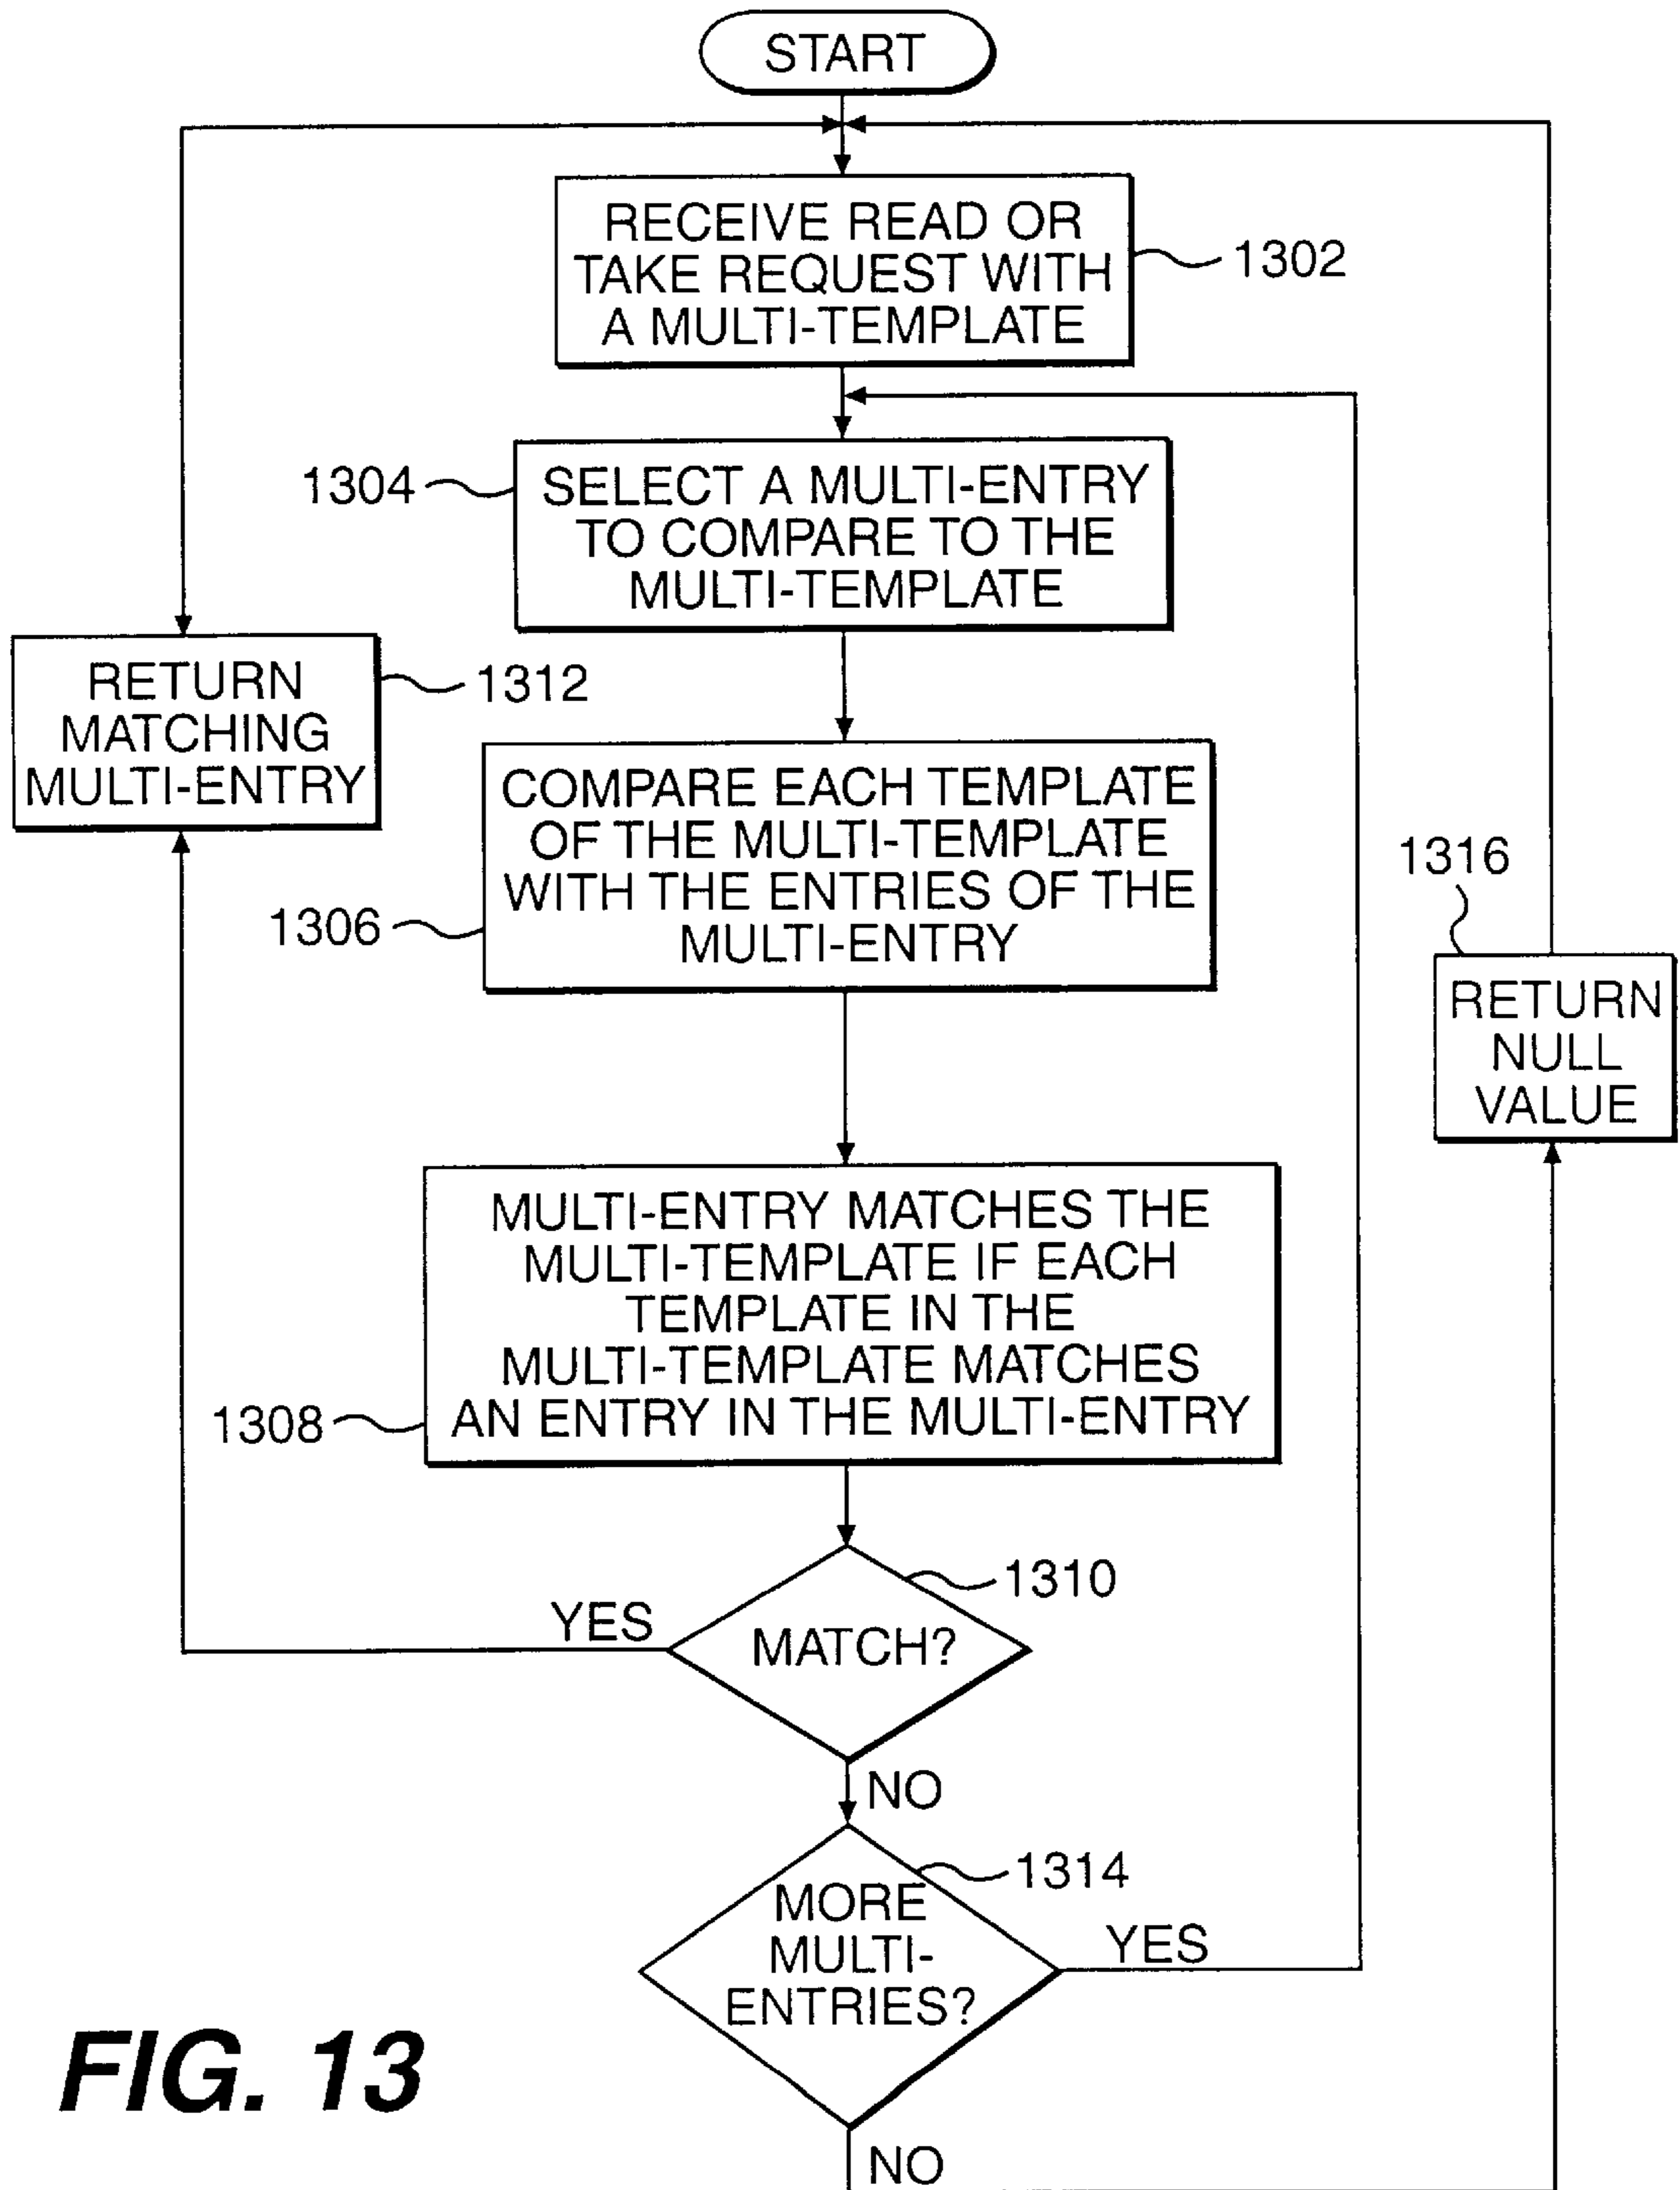 START
RECEIVE READ OR
TAKE REQUEST WITH
A MULTI-TEMPLATE
1302
1304
SELECT A MULTI-ENTRY
TO COMPARE TO THE
MULTI-TEMPLATE
RETURN
MATCHING
MULTI-ENTRY
1312
COMPARE EACH TEMPLATE
OF THE MULTI-TEMPLATE
WITH THE ENTRIES OF THE
MULTI-ENTRY
1306
1316
RETURN
NULL
VALUE
MULTI-ENTRY MATCHES THE
MULTI-TEMPLATE IF EACH
TEMPLATE IN THE
MULTI-TEMPLATE MATCHES
AN ENTRY IN THE MULTI-ENTRY
1308
1310
YES
MATCH?
NO
1314
MORE
MULTI-
ENTRIES?
YES
NO
FIG. 13